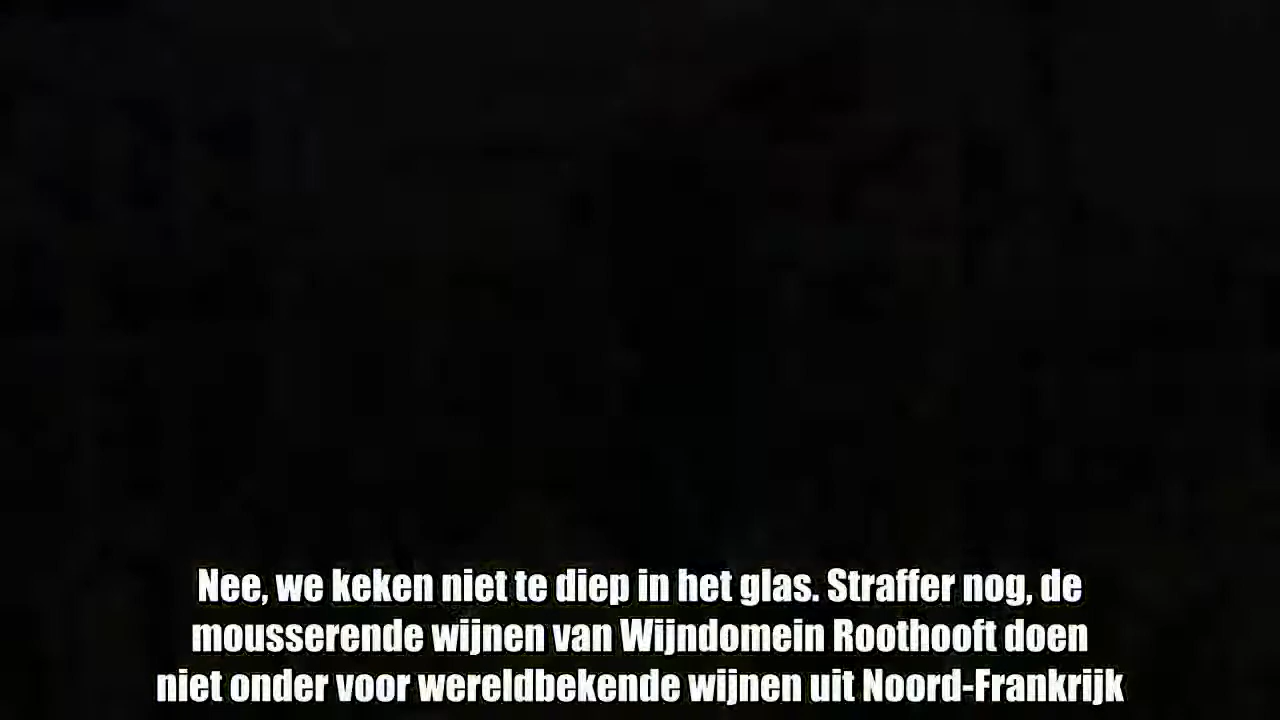 Nee, we keken niet te diep in het glas. Straffer nog, de
mousserende wijnen van Wijndomein Roothooft doen
niet onder voor wereldbekende wijnen uit Noord-Frankrijk